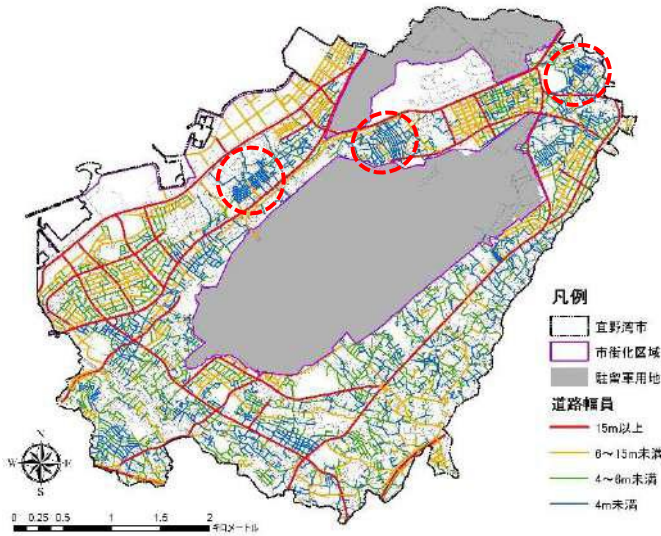 凡例
宜野湾市
市街化区域
駐留軍用地
道路幅員
15m以上
6～15m未満
4～6m未満
4m未満
N
W E
S
0 0.25 0.5 1 1.5 2
キロメートル